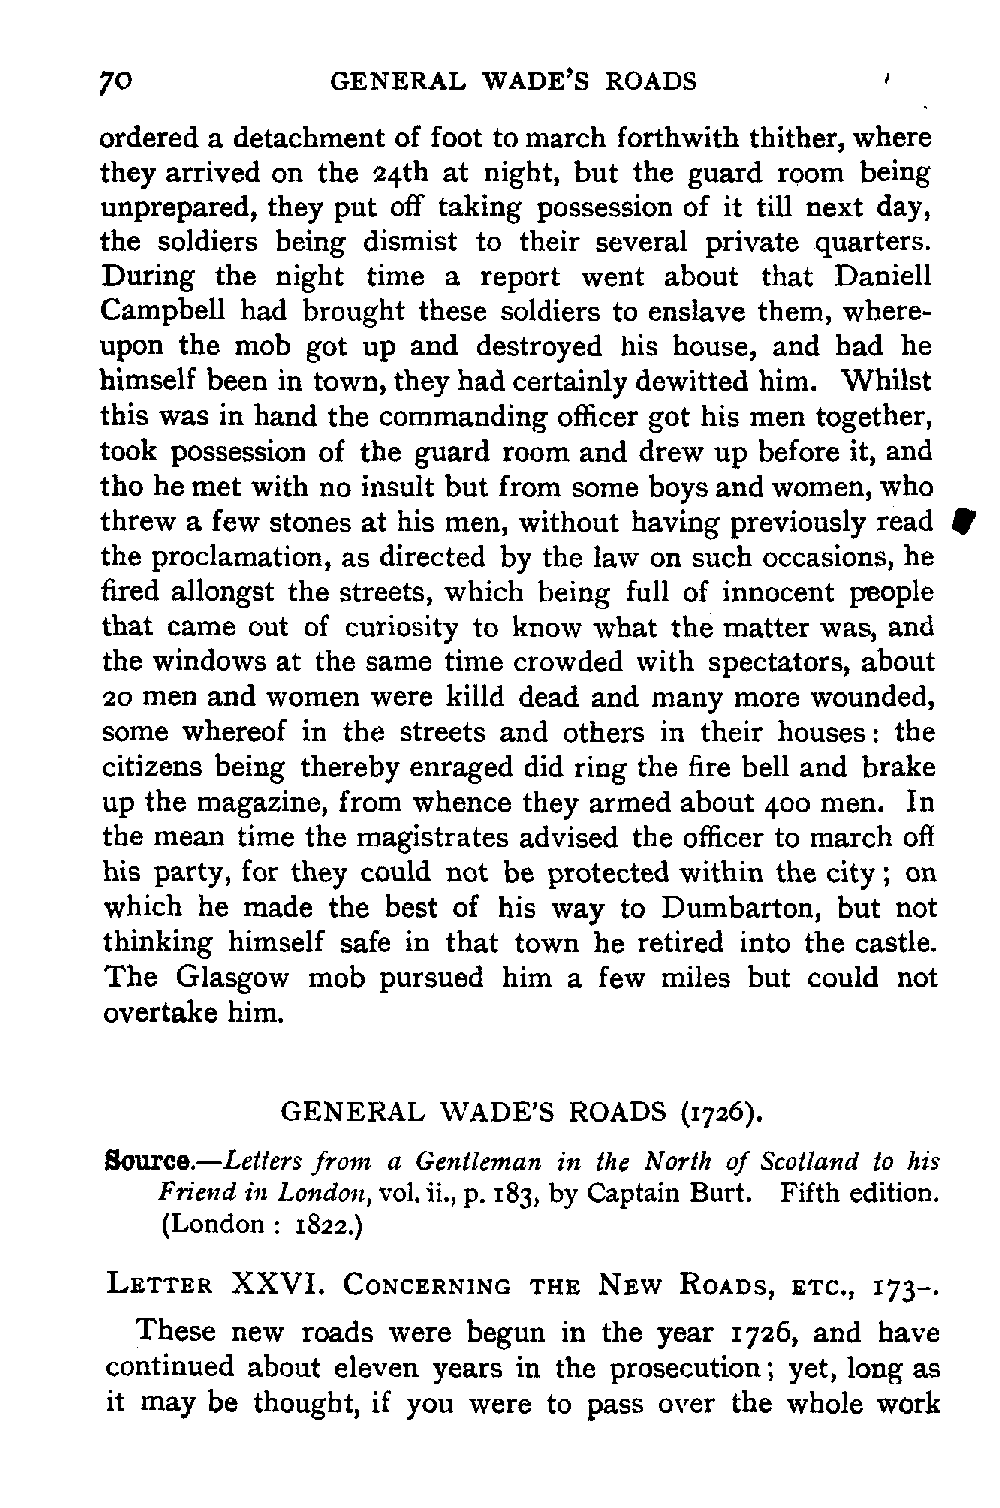 70 GENERAL WADE'S ROADS
ordered a detachment of foot to march forthwith thither, where
they arrived on the 24th at night, but the guard room being
unprepared, they put off taking possession of it till next day,
the soldiers being dismist to their several private quarters.
During the night time a report went about that Daniell
Campbell had brought these soldiers to enslave them, where-
upon the mob got up and destroyed his house, and had he
himself been in town, they had certainly dewitted him. Whilst
this was in hand the commanding officer got his men together,
took possession of the guard room and drew up before it, and
tho he met with no insult but from some boys and women, who
threw a few stones at his men, without having previously read
the proclamation, as directed by the law on such occasions, he
fired allongst the streets, which being full of innocent people
that came out of curiosity to know what the matter was, and
the windows at the same time crowded with spectators, about
20 men and women were killd dead and many more wounded,
some whereof in the streets and others in their houses: the
citizens being thereby enraged did ring the fire bell and brake
up the magazine, from whence they armed about 400 men. In
the mean time the magistrates advised the officer to march off
his party, for they could not be protected within the city; on
which he made the best of his way to Dumbarton, but not
thinking himself safe in that town he retired into the castle.
The Glasgow mob pursued him a few miles but could not
overtake him.
GENERAL WADE'S ROADS (1726).
Source.—Letters from a Gentleman in the North of Scotland to his
Friend in London, vol. ii., p. 183, by Captain Burt. Fifth edition.
(London: 1822.)
LETTER XXVI. CONCERNING THE NEW ROADS, ETC., 173-.
These new roads were begun in the year 1726, and have
continued about eleven years in the prosecution; yet, long as
it may be thought, if you were to pass over the whole work